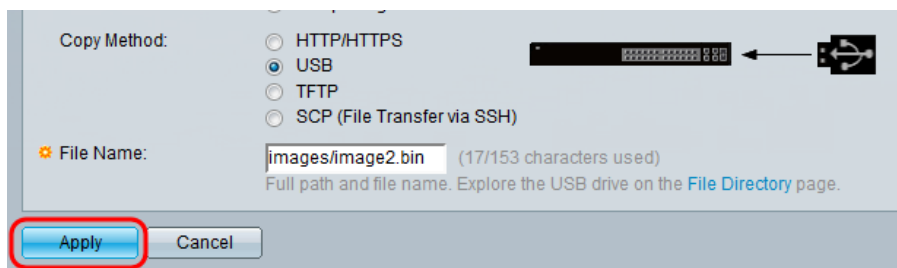 Copy Method:
HTTP/HTTPS
USB
TFTP
SCP (File Transfer via SSH)
File Name:
images/image2.bin (17/153 characters used)
Full path and file name. Explore the USB drive on the File Directory page.
Apply Cancel